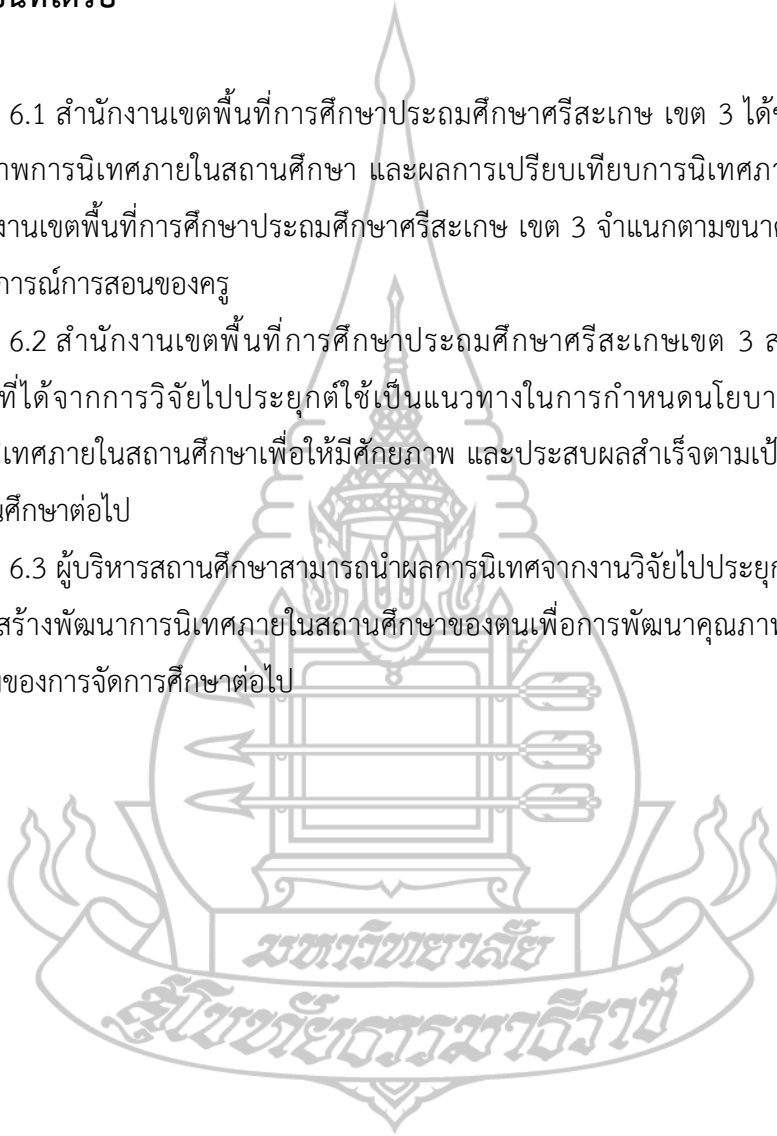 6.1 สำนักงานเขตพื้นที่การศึกษาประถมศึกษาศรีสะเกษ เขต 3 ได้
าพการนิเทศภายในสถานศึกษา และผลการเปรียบเทียบการนิเทศภา
งานเขตพื้นที่การศึกษาประถมศึกษาศรีสะเกษ เขต 3 จำแนกตามขนา
การณ์การสอนของครู
6.2 สำนักงานเขตพื้นที่การศึกษาประถมศึกษาศรีสะเกษเขต 3 ส
ที่ได้จากการวิจัยไปประยุกต์ใช้เป็นแนวทางในการกำหนดนโยบา
นิเทศภายในสถานศึกษาเพื่อให้มีศักยภาพ และประสบผลสำเร็จตามเป้
นศึกษาต่อไป
6.3 ผู้บริหารสถานศึกษาสามารถนำผลการนิเทศจากงานวิจัยไปประยุก
สร้างพัฒนาการนิเทศภายในสถานศึกษาของตนเพื่อการพัฒนาคุณภาพ
ของการจัดการศึกษาต่อไป
มหาวิทยาลัย
สุโขทัยธรรมาธิราช